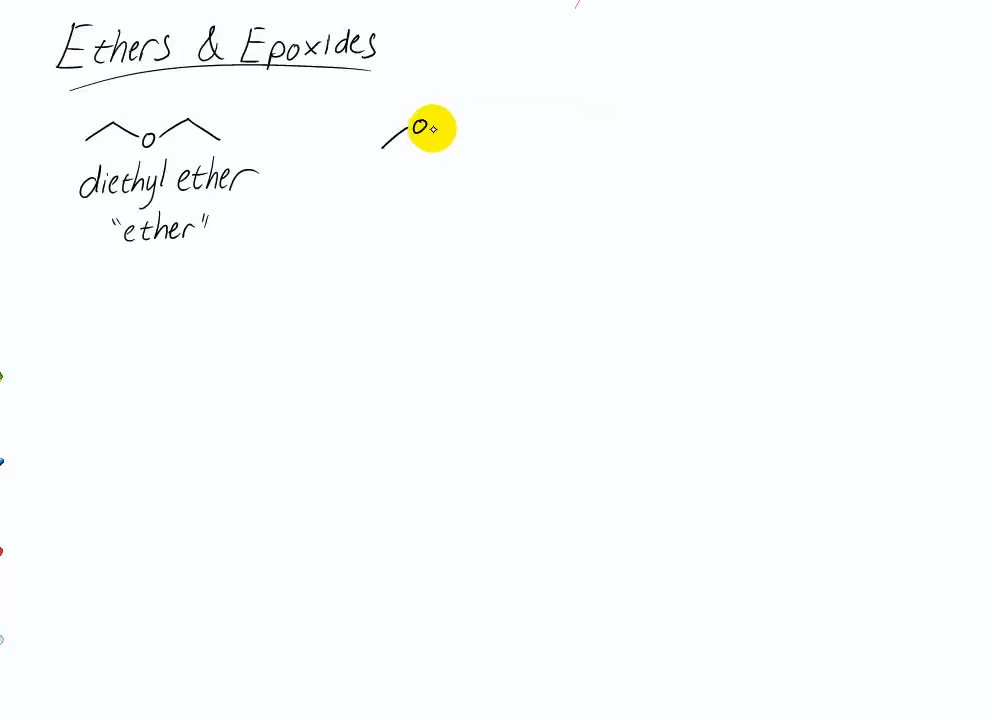 Ethers & Epoxides
O
O
diethyl ether
"ether"